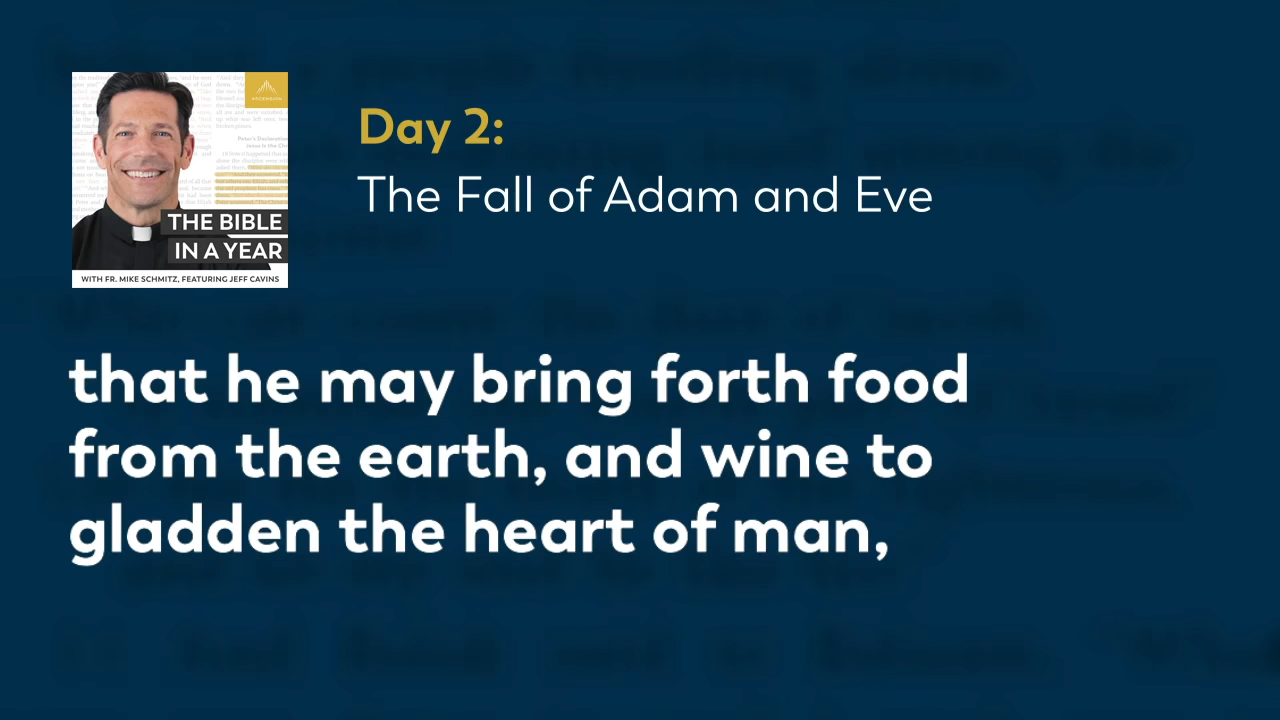 THE BIBLE
IN A YEAR
WITH FR. MIKE SCHMITZ, FEATURING JEFF CAVINS
Day 2:
The Fall of Adam and Eve
that he may bring forth food
from the earth, and wine to
gladden the heart of man,